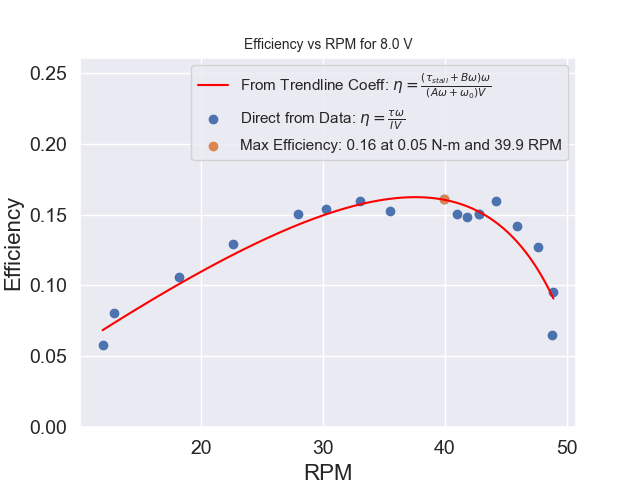 Efficiency vs RPM for 8.0 V
From Trendline Coeff: η = (τ_stall + Bω)ω / (Aω + ω₀)V
Direct from Data: η = τω / IV
Max Efficiency: 0.16 at 0.05 N-m and 39.9 RPM
Efficiency
0.25
0.20
0.15
0.10
0.05
0.00
20 30 40 50
RPM